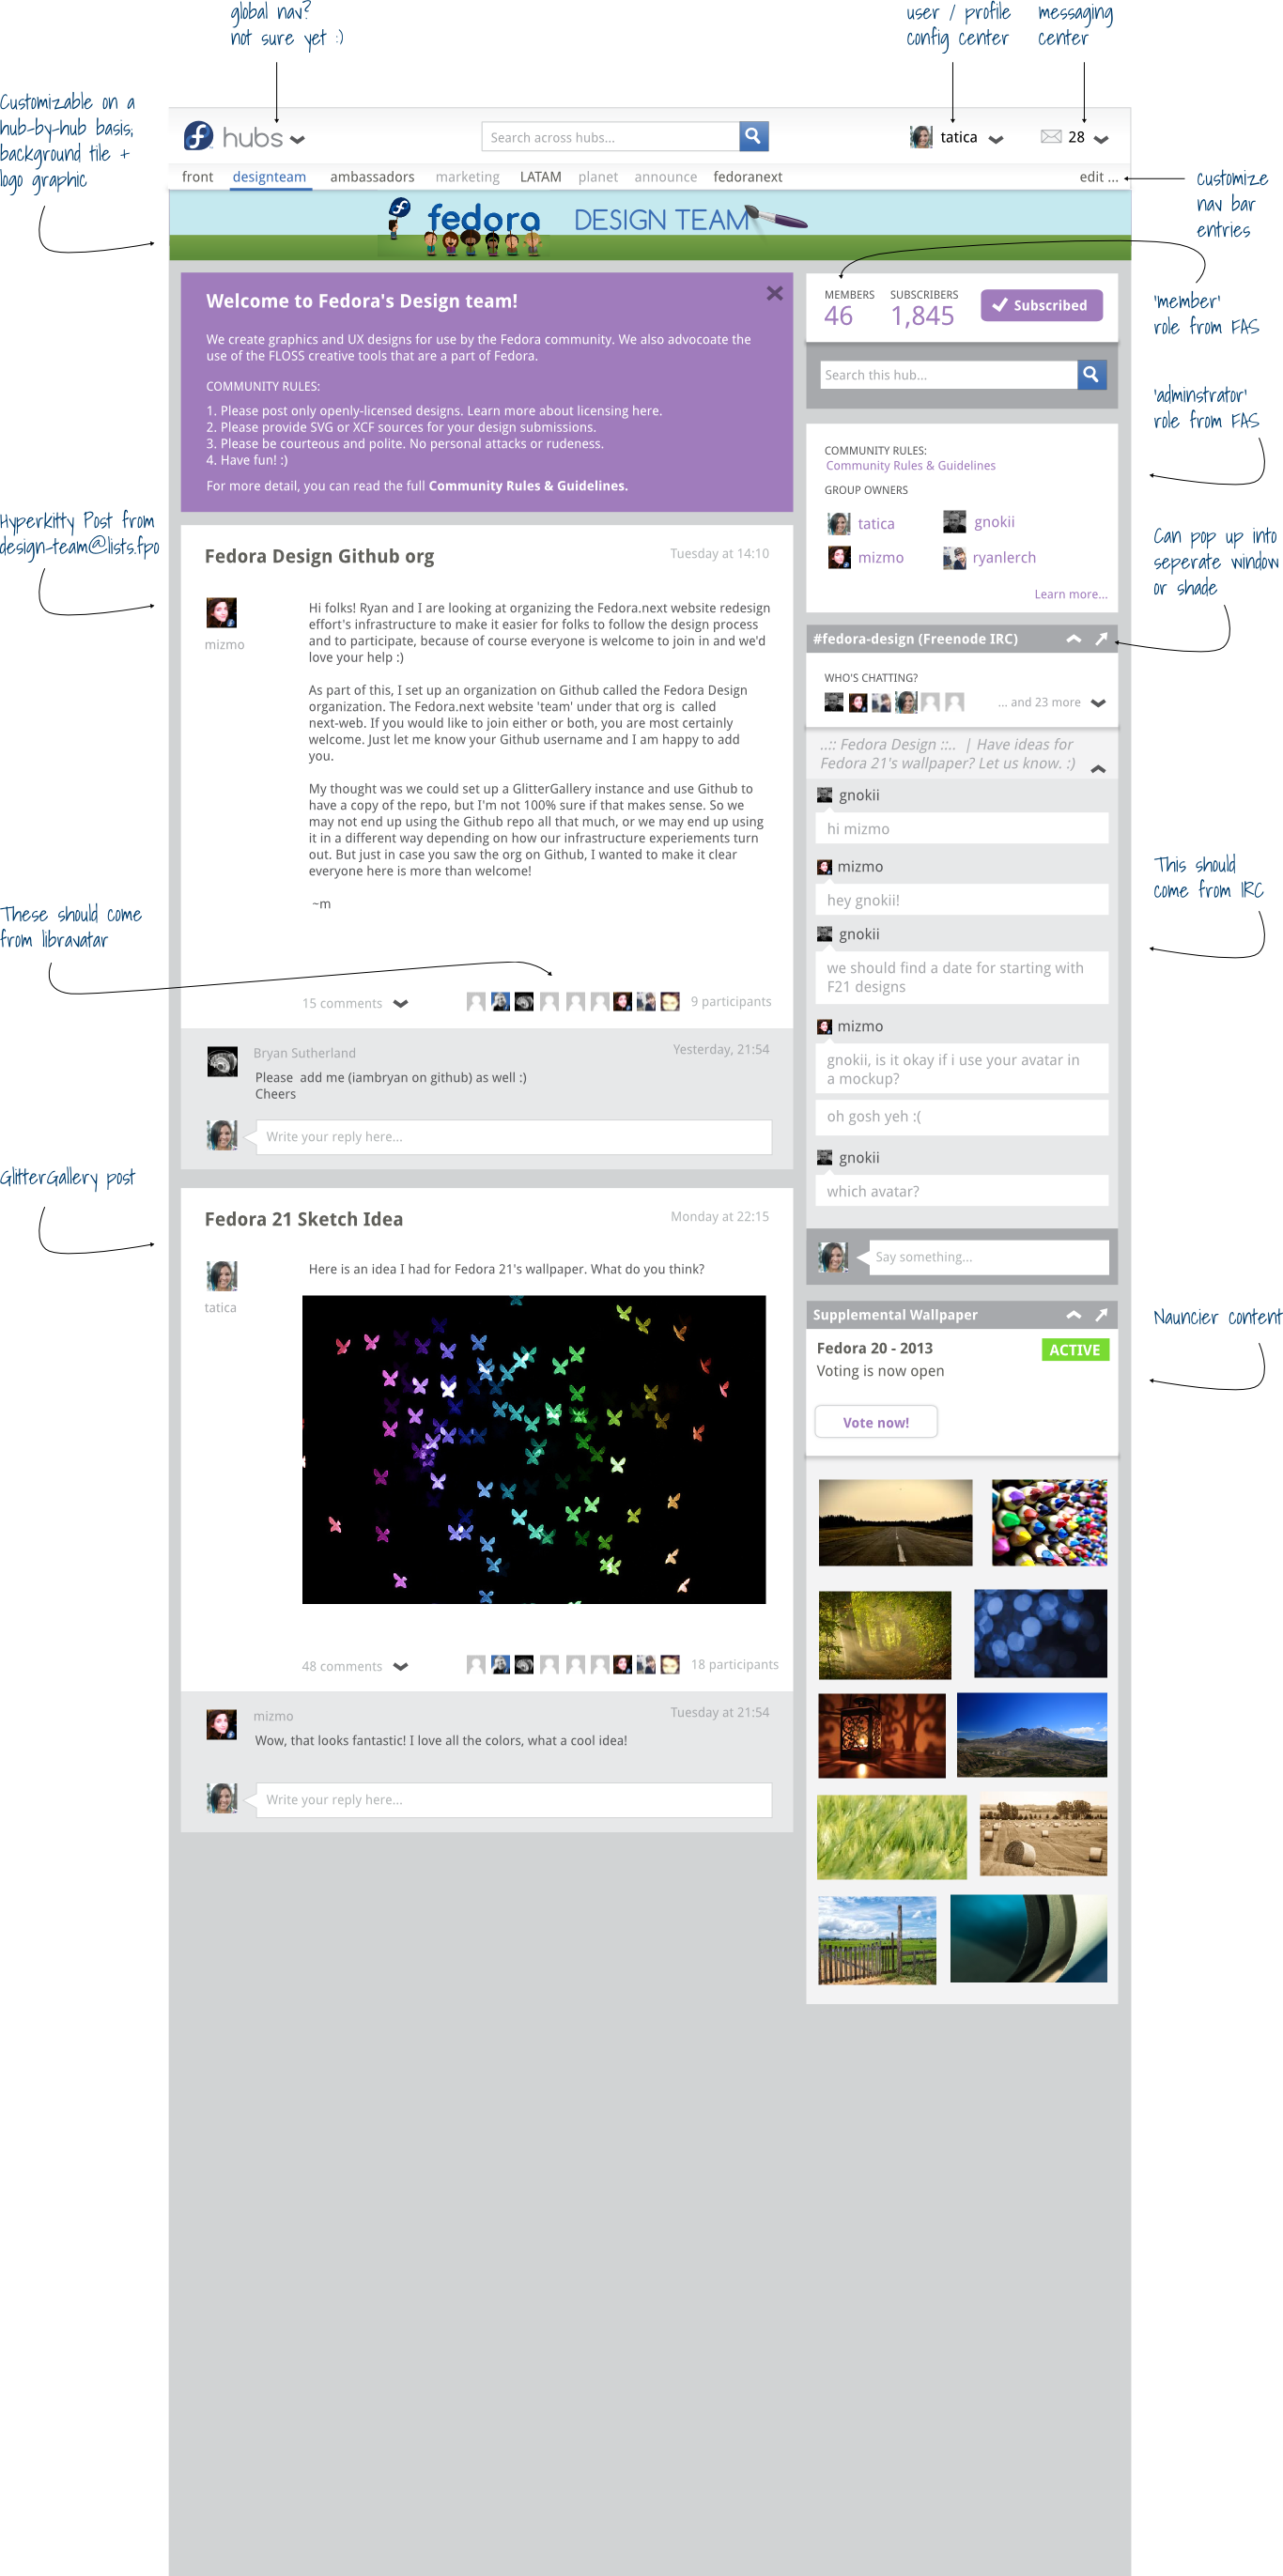 global nav?
not sure yet :)
user / profile
config center
messaging
center
Customizable on a
hub-by-hub basis;
background tile +
logo graphic
hubs
Search across hubs...
tatica
28
front designteam ambassadors marketing LATAM planet announce fedoranext edit ...
customize
nav bar
entries
fedora DESIGN TEAM
Welcome to Fedora's Design team!
We create graphics and UX designs for use by the Fedora community. We also advocoate the
use of the FLOSS creative tools that are a part of Fedora.
COMMUNITY RULES:
1. Please post only openly-licensed designs. Learn more about licensing here.
2. Please provide SVG or XCF sources for your design submissions.
3. Please be courteous and polite. No personal attacks or rudeness.
4. Have fun! :)
For more detail, you can read the full Community Rules & Guidelines.
MEMBERS SUBSCRIBERS
46 1,845
Subscribed
'member'
role from FAS
Search this hub...
'adminstrator'
role from FAS
COMMUNITY RULES:
Community Rules & Guidelines
GROUP OWNERS
tatica gnokii
mizmo ryanlerch
Learn more...
Hyperkitty Post from
design-team@lists.fpo
Fedora Design Github org
Tuesday at 14:10
mizmo
Hi folks! Ryan and I are looking at organizing the Fedora.next website redesign
effort's infrastructure to make it easier for folks to follow the design process
and to participate, because of course everyone is welcome to join in and we'd
love your help :)
As part of this, I set up an organization on Github called the Fedora Design
organization. The Fedora.next website 'team' under that org is called
next-web. If you would like to join either or both, you are most certainly
welcome. Just let me know your Github username and I am happy to add
you.
My thought was we could set up a GlitterGallery instance and use Github to
have a copy of the repo, but I'm not 100% sure if that makes sense. So we
may not end up using the Github repo all that much, or we may end up using
it in a different way depending on how our infrastructure experiements turn
out. But just in case you saw the org on Github, I wanted to make it clear
everyone here is more than welcome!
~m
These should come
from libravatar
15 comments
9 participants
Bryan Sutherland
Yesterday, 21:54
Please add me (iambryan on github) as well :)
Cheers
Write your reply here...
Can pop up into
seperate window
or shade
#fedora-design (Freenode IRC)
WHO'S CHATTING?
... and 23 more
..:: Fedora Design ::.. | Have ideas for
Fedora 21's wallpaper? Let us know. :)
gnokii
hi mizmo
mizmo
hey gnokii!
gnokii
we should find a date for starting with
F21 designs
mizmo
gnokii, is it okay if i use your avatar in
a mockup?
oh gosh yeh :(
gnokii
which avatar?
Say something...
This should
come from IRC
GlitterGallery post
Fedora 21 Sketch Idea
Monday at 22:15
tatica
Here is an idea I had for Fedora 21's wallpaper. What do you think?
48 comments
18 participants
mizmo
Tuesday at 21:54
Wow, that looks fantastic! I love all the colors, what a cool idea!
Write your reply here...
Supplemental Wallpaper
Fedora 20 - 2013
ACTIVE
Voting is now open
Vote now!
Nauncier content